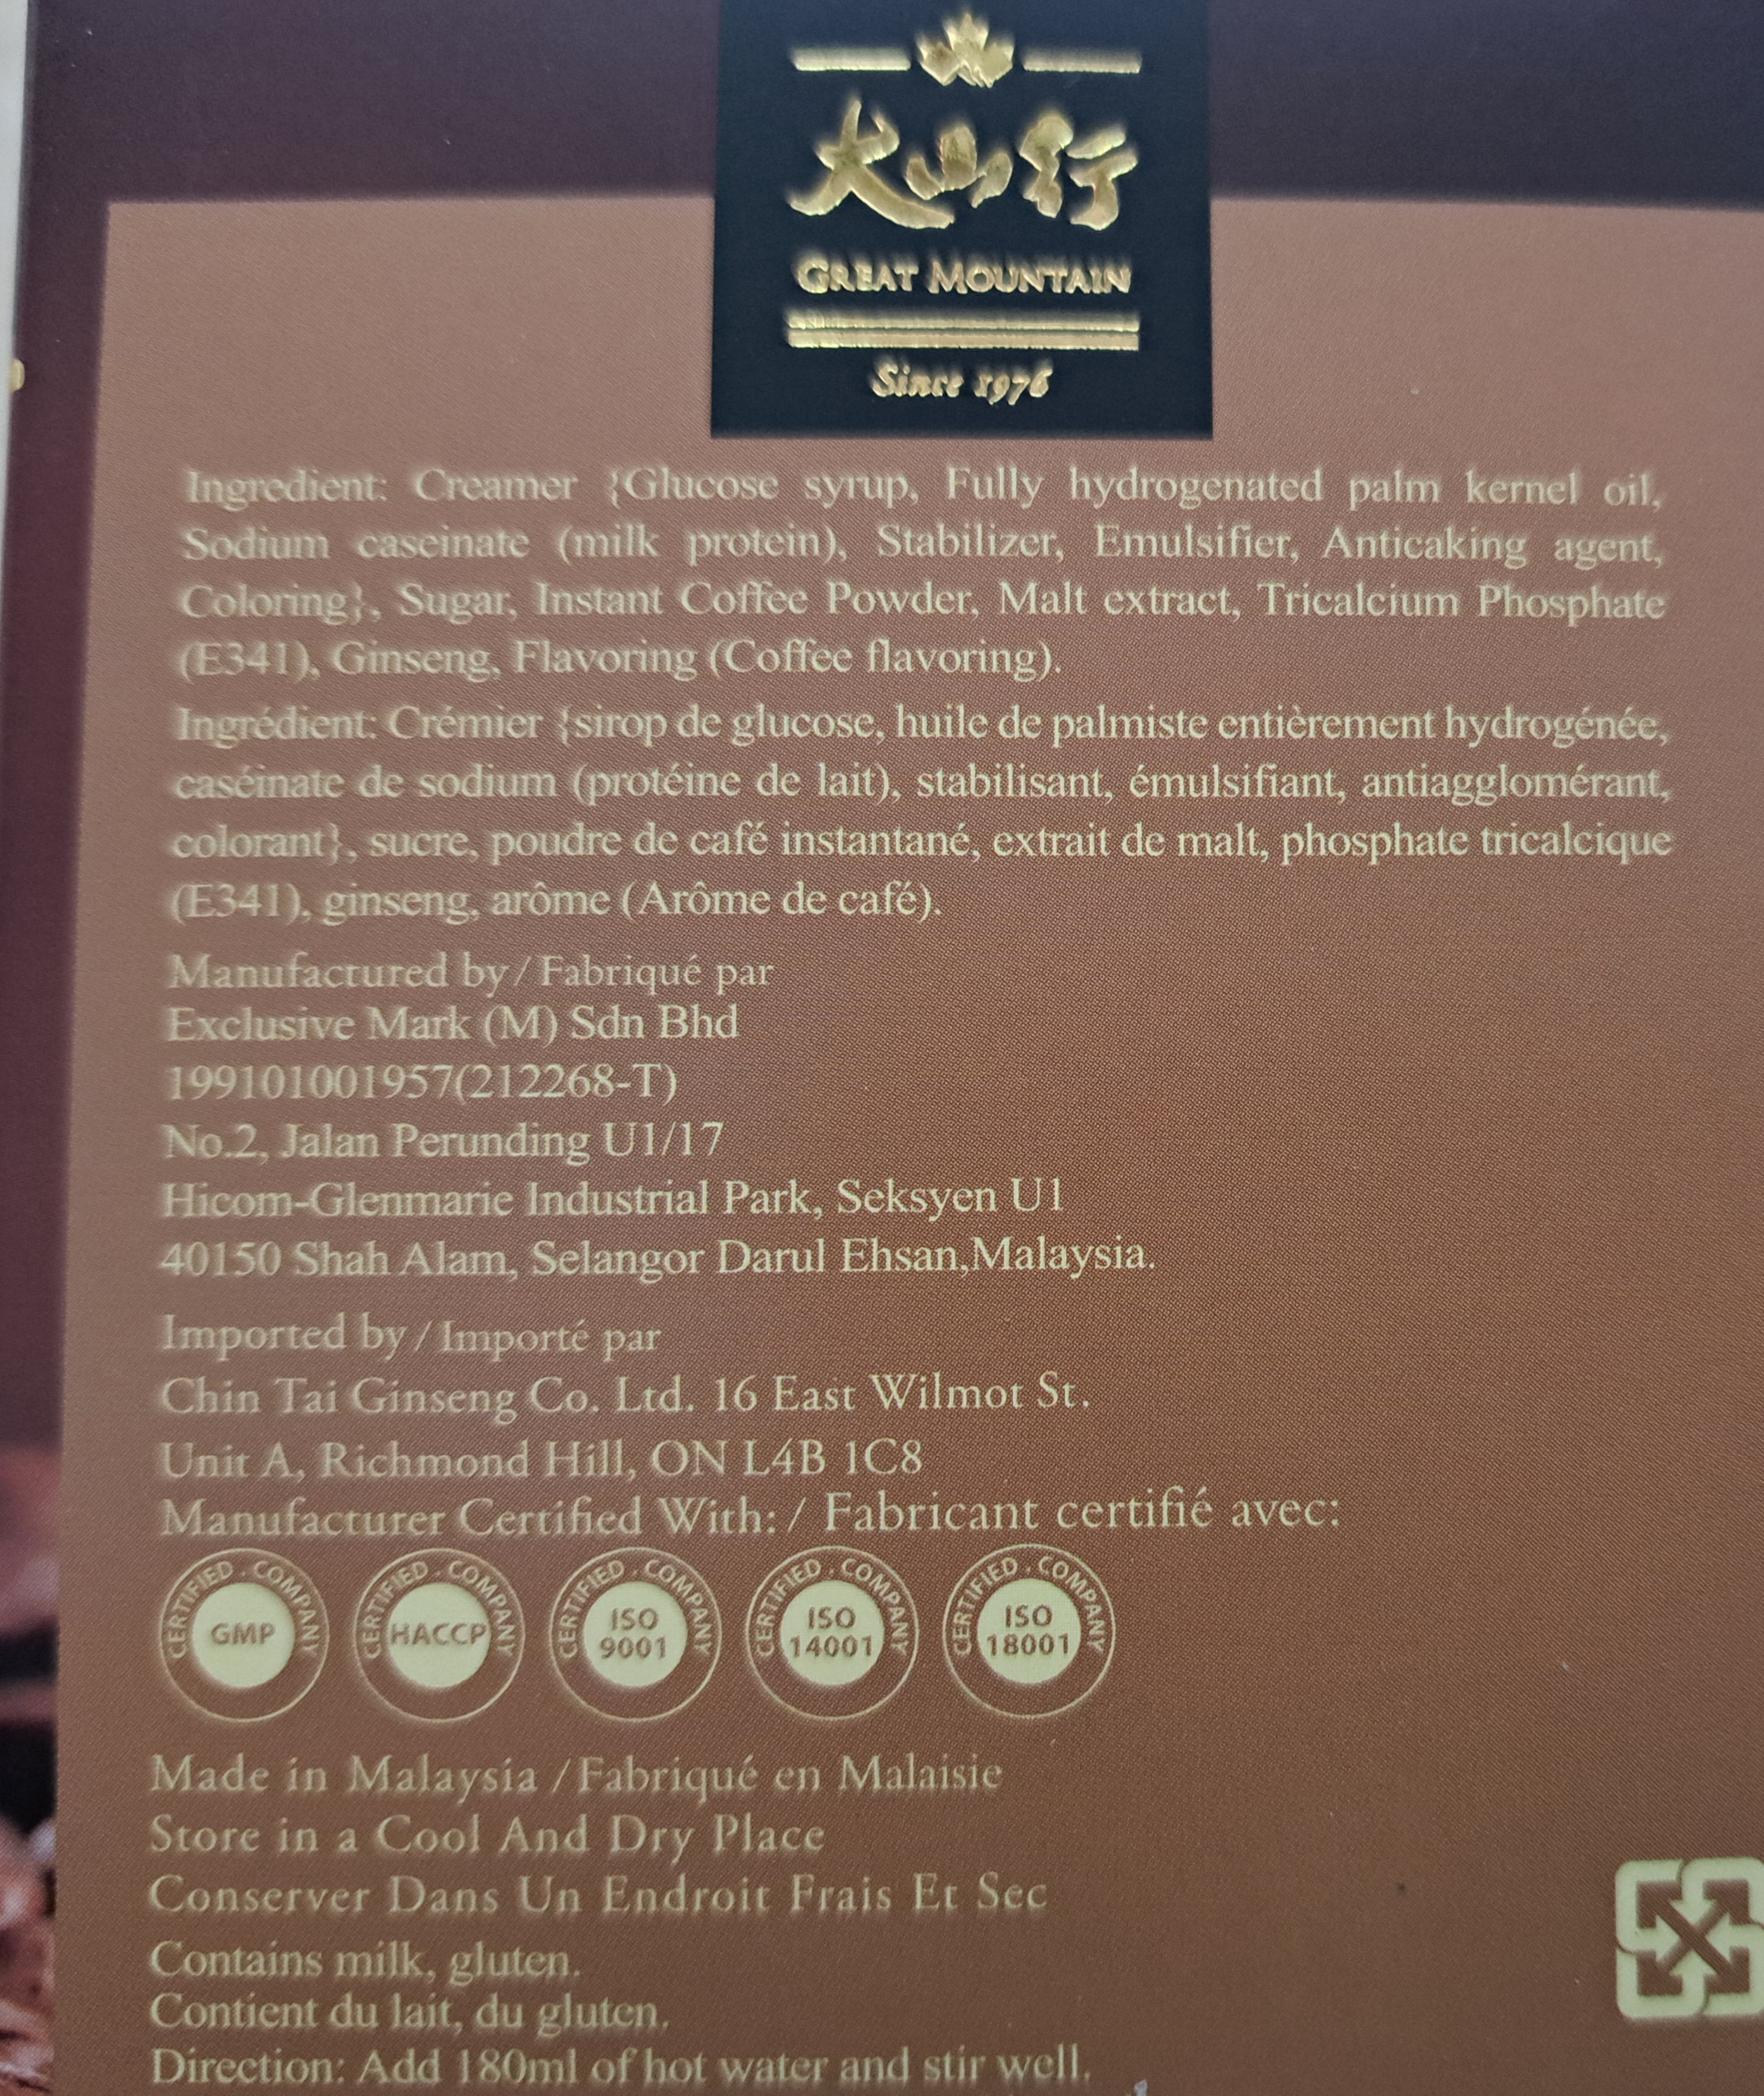 大山行
GREAT MOUNTAIN
Since 1976
Ingredient: Creamer {Glucose syrup, Fully hydrogenated palm kernel oil,
Sodium caseinate (milk protein), Stabilizer, Emulsifier, Anticaking agent,
Coloring}, Sugar, Instant Coffee Powder, Malt extract, Tricalcium Phosphate
(E341), Ginseng, Flavoring (Coffee flavoring).
Ingrédient: Crémier {sirop de glucose, huile de palmiste entièrement hydrogénée,
caséinate de sodium (protéine de lait), stabilisant, émulsifiant, antiagglomérant,
colorant}, sucre, poudre de café instantané, extrait de malt, phosphate tricalcique
(E341), ginseng, arôme (Arôme de café).
Manufactured by / Fabriqué par
Exclusive Mark (M) Sdn Bhd
199101001957(212268-T)
No.2, Jalan Perunding U1/17
Hicom-Glenmarie Industrial Park, Seksyen U1
40150 Shah Alam, Selangor Darul Ehsan,Malaysia.
Imported by / Importé par
Chin Tai Ginseng Co. Ltd. 16 East Wilmot St.
Unit A, Richmond Hill, ON L4B 1C8
Manufacturer Certified With: / Fabricant certifié avec:
CERTIFIED . COMPANY GMP
CERTIFIED . COMPANY HACCP
CERTIFIED . COMPANY ISO 9001
CERTIFIED . COMPANY ISO 14001
CERTIFIED . COMPANY ISO 18001
Made in Malaysia / Fabriqué en Malaisie
Store in a Cool And Dry Place
Conserver Dans Un Endroit Frais Et Sec
Contains milk, gluten.
Contient du lait, du gluten.
Direction: Add 180ml of hot water and stir well.